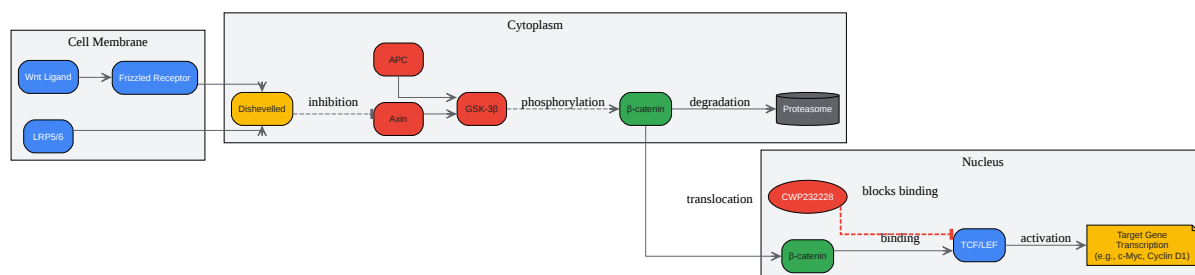 Cell Membrane
Wnt Ligand
Frizzled Receptor
LRP5/6
Cytoplasm
APC
Dishevelled
inhibition
Axin
GSK-3β
phosphorylation
β-catenin
degradation
Proteasome
translocation
Nucleus
CWP232228
blocks binding
β-catenin
binding
TCF/LEF
activation
Target Gene
Transcription
(e.g., c-Myc, Cyclin D1)